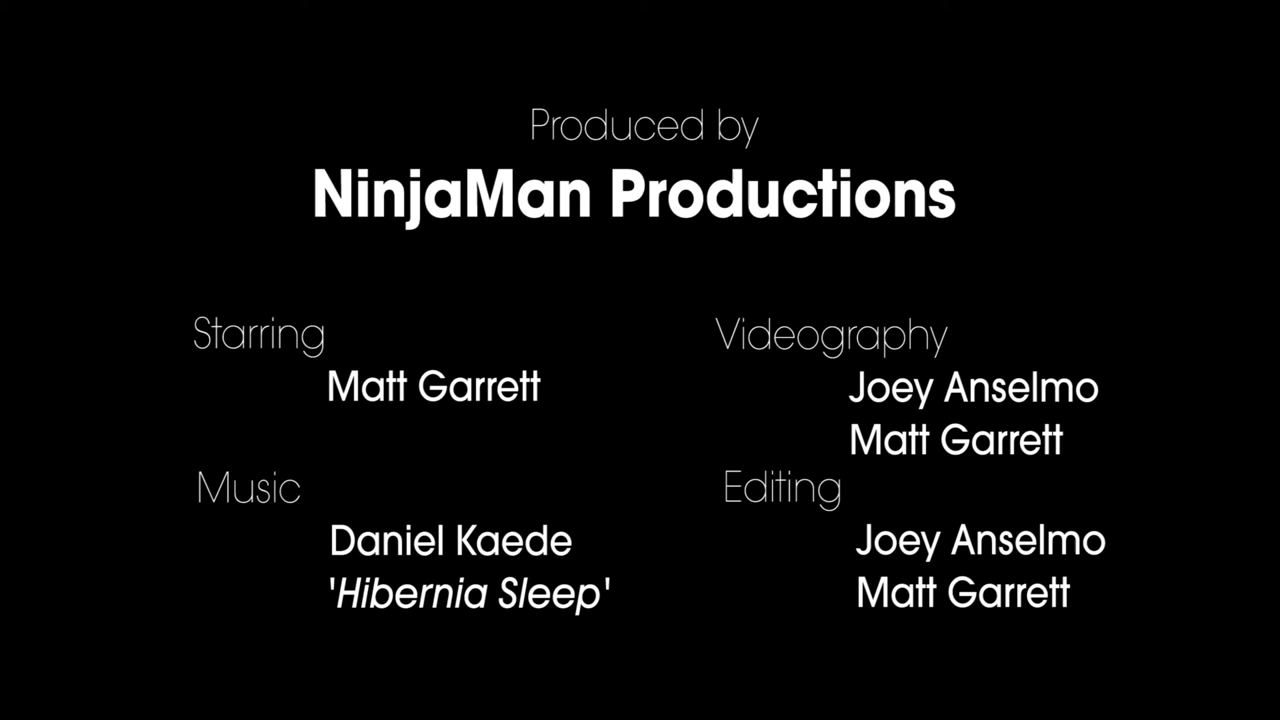 Produced by
NinjaMan Productions
Starring
Matt Garrett
Music
Daniel Kaede
'Hibernia Sleep'
Videography
Joey Anselmo
Matt Garrett
Editing
Joey Anselmo
Matt Garrett